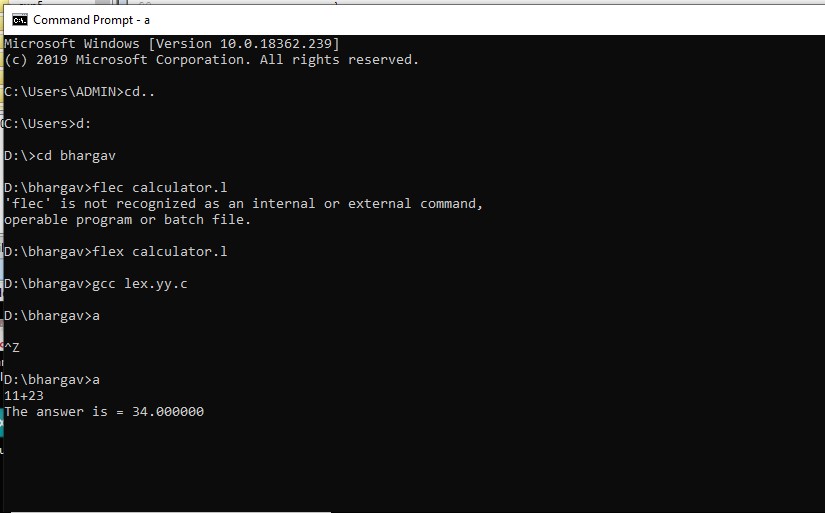 Command Prompt - a
Microsoft Windows [Version 10.0.18362.239]
(c) 2019 Microsoft Corporation. All rights reserved.
C:\Users\ADMIN>cd..
C:\Users>d:
D:\>cd bhargav
D:\bhargav>flec calculator.l
'flec' is not recognized as an internal or external command,
operable program or batch file.
D:\bhargav>flex calculator.l
D:\bhargav>gcc lex.yy.c
D:\bhargav>a
^Z
D:\bhargav>a
11+23
The answer is = 34.000000